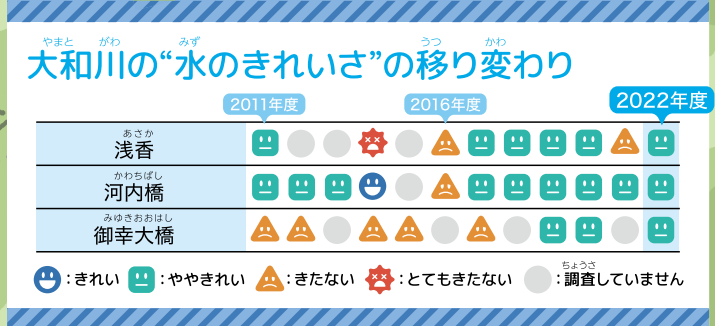 やまと がわ みず うつ かわ
大和川の“水のきれいさ”の移り変わり
2011年度 2016年度 2022年度
あさか
浅香
かわちばし
河内橋
みゆきおおはし
御幸大橋
ちょうさ
:きれい :ややきれい :きたない :とてもきたない :調査していません